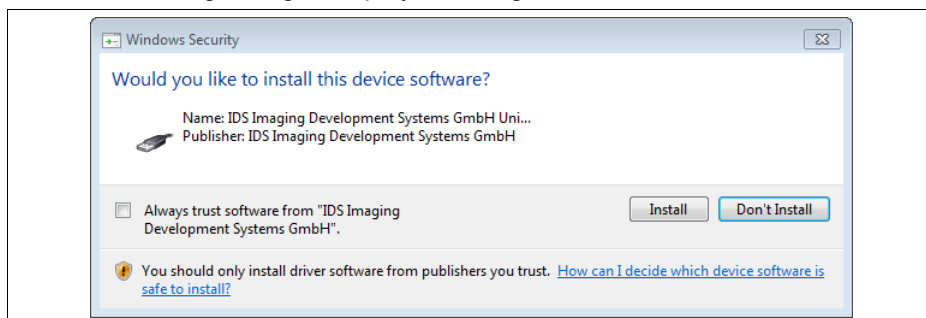 Windows Security
Would you like to install this device software?
Name: IDS Imaging Development Systems GmbH Uni...
Publisher: IDS Imaging Development Systems GmbH
Always trust software from "IDS Imaging
Development Systems GmbH".
Install
Don't Install
You should only install driver software from publishers you trust. How can I decide which device software is
safe to install?